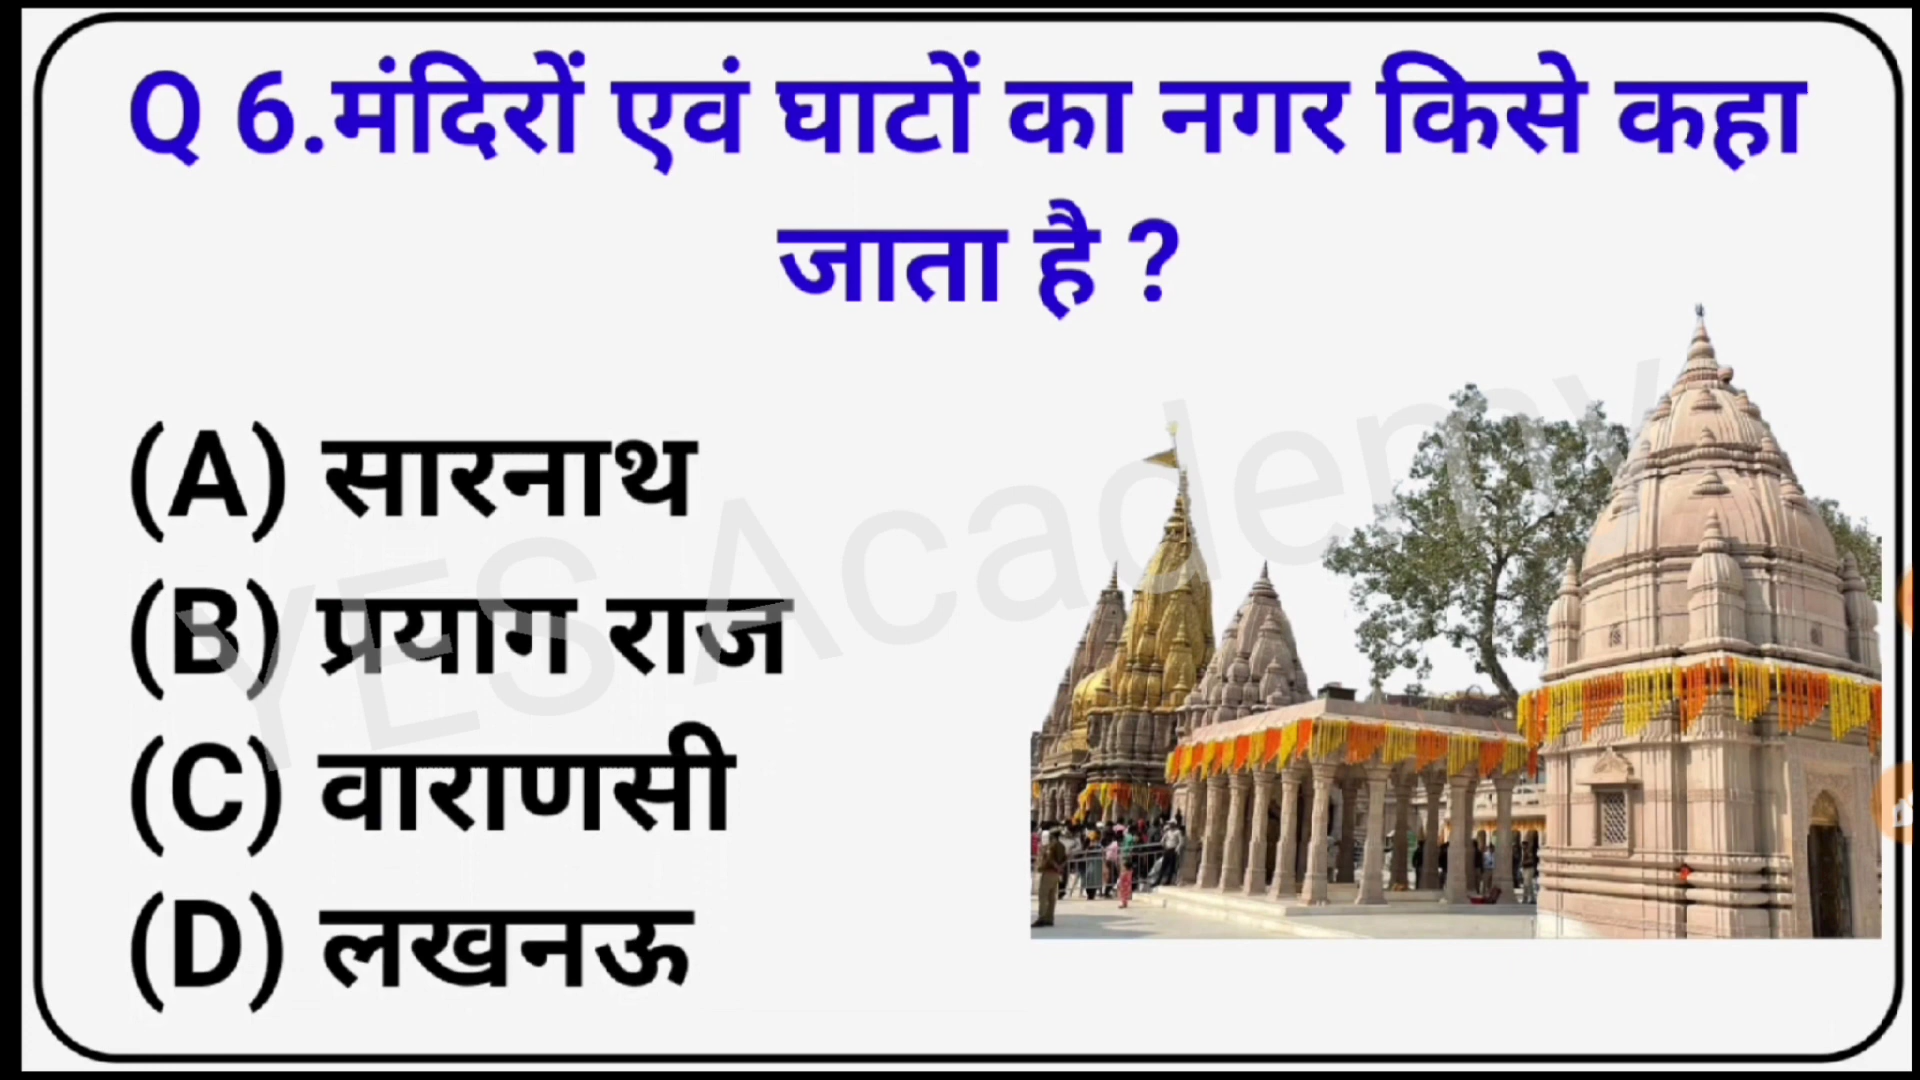 Q 6.मंदिरों एवं घाटों का नगर किसे कहा
जाता है ?
(A) सारनाथ
(B) प्रयाग राज
(C) वाराणसी
(D) लखनऊ
YES Academy